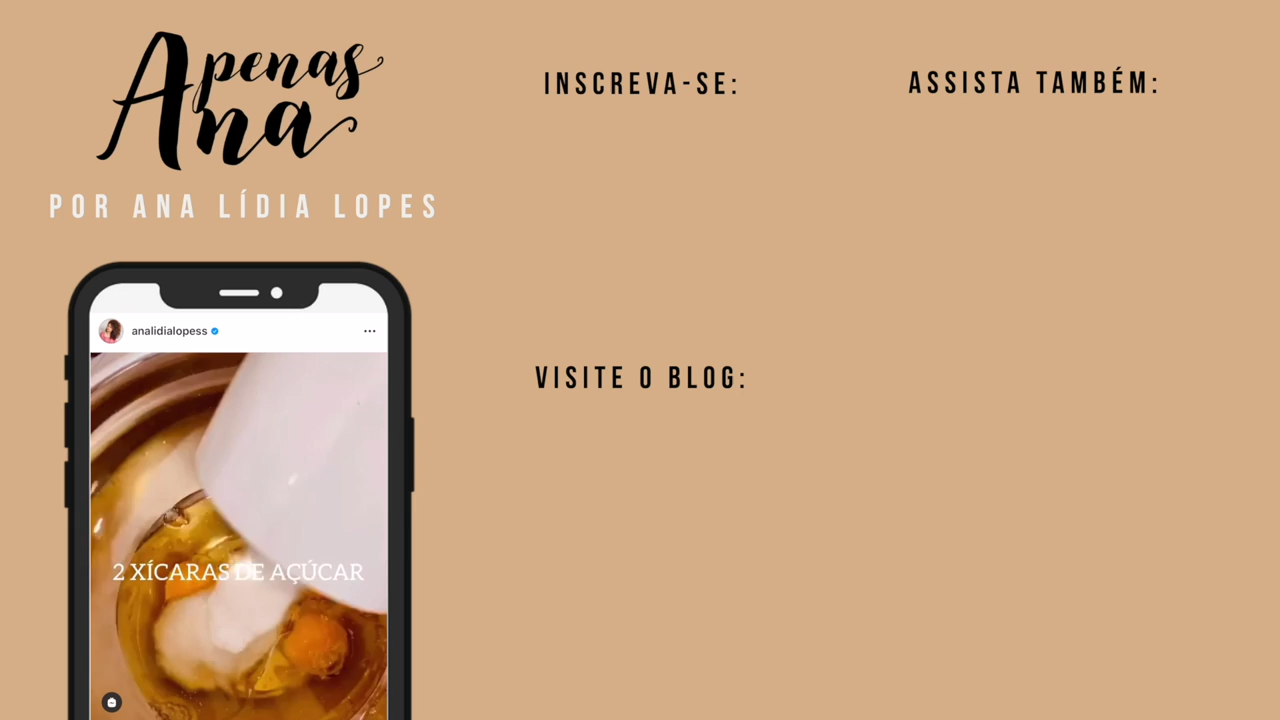 Apenas
Ana
POR ANA LÍDIA LOPES
INSCREVA-SE:
ASSISTA TAMBÉM:
VISITE O BLOG:
analidialopess
2 XÍCARAS DE AÇÚCAR